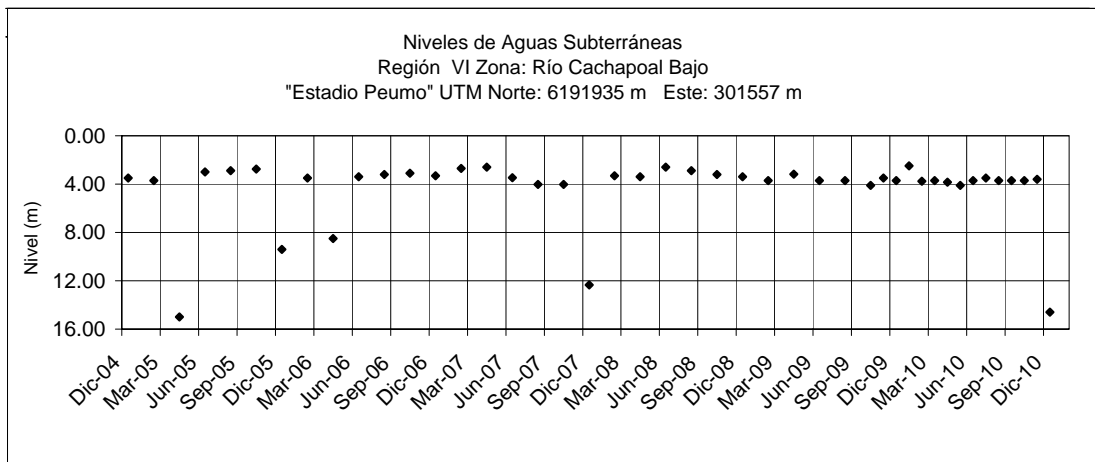 Niveles de Aguas Subterráneas
Región  VI Zona: Río Cachapoal Bajo
"Estadio Peumo" UTM Norte: 6191935 m   Este: 301557 m
Nivel (m)
0.00
4.00
8.00
12.00
16.00
Dic-04
Mar-05
Jun-05
Sep-05
Dic-05
Mar-06
Jun-06
Sep-06
Dic-06
Mar-07
Jun-07
Sep-07
Dic-07
Mar-08
Jun-08
Sep-08
Dic-08
Mar-09
Jun-09
Sep-09
Dic-09
Mar-10
Jun-10
Sep-10
Dic-10